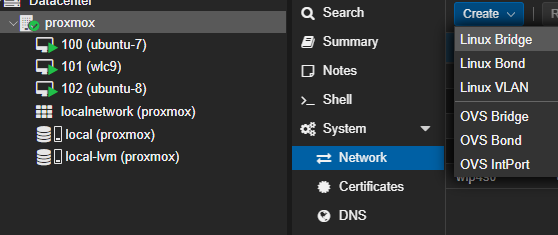 Datacenter
proxmox
100 (ubuntu-7)
101 (wlc9)
102 (ubuntu-8)
localnetwork (proxmox)
local (proxmox)
local-lvm (proxmox)
Search
Summary
Notes
Shell
System
Network
Certificates
DNS
Create
Linux Bridge
Linux Bond
Linux VLAN
OVS Bridge
OVS Bond
OVS IntPort